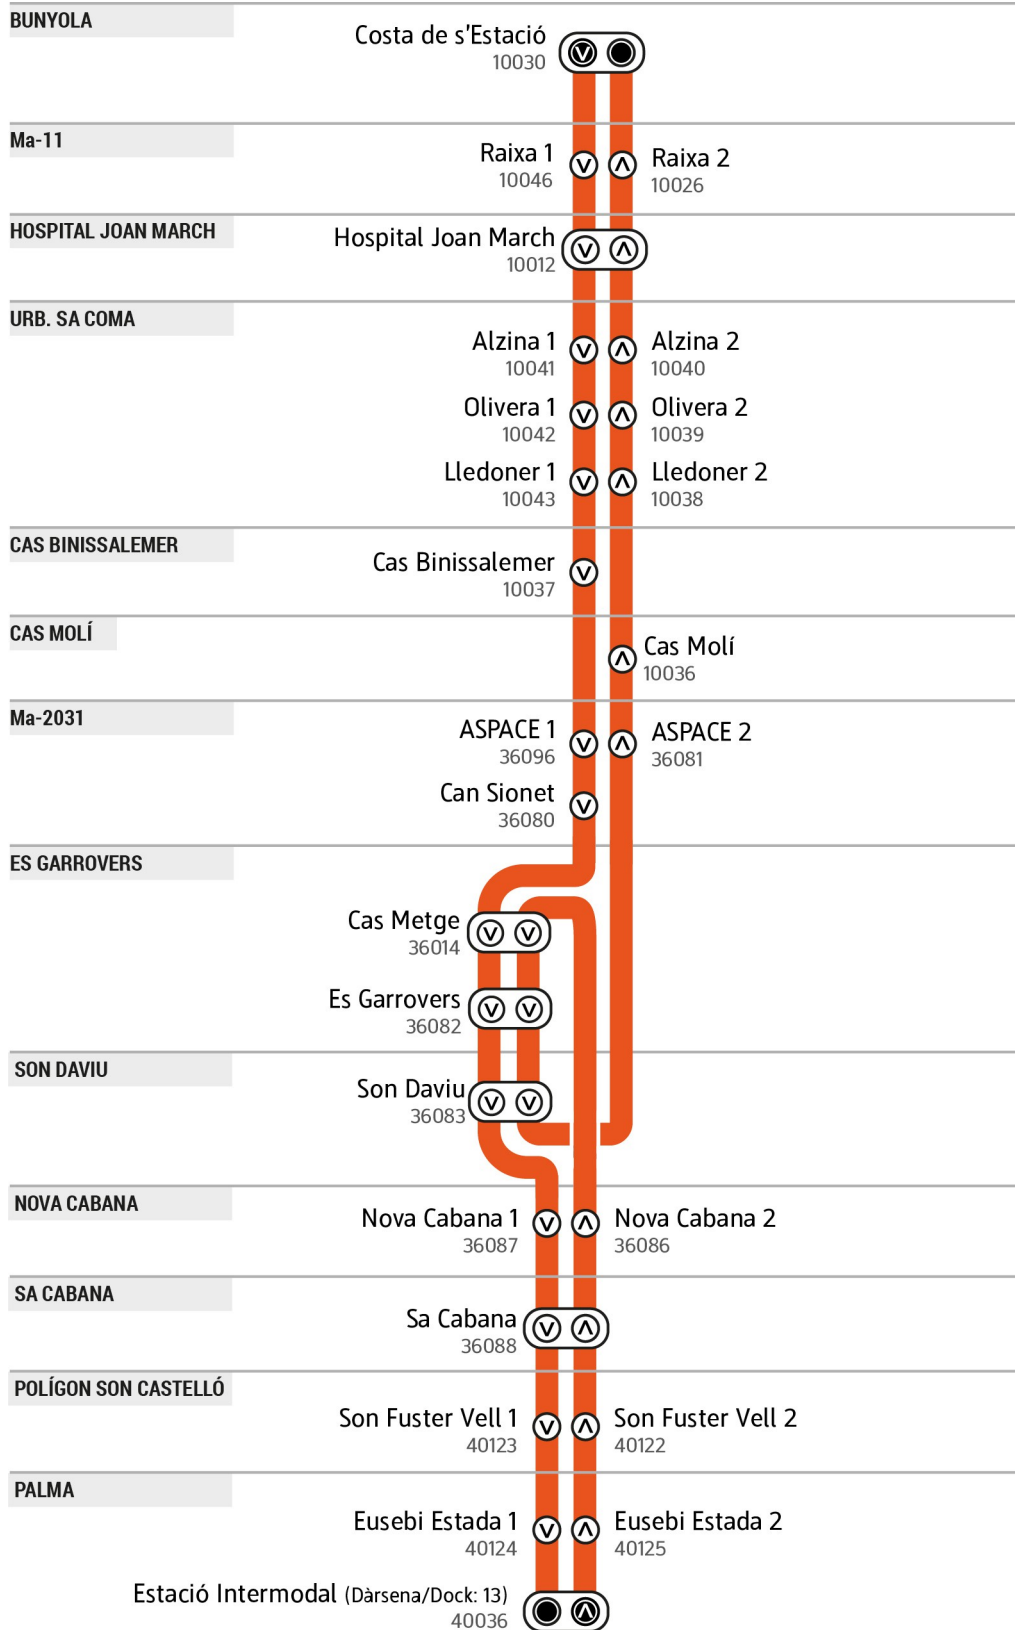 BUNYOLA
Costa de s'Estació
10030
Ma-11
Raixa 1
10046
Raixa 2
10026
HOSPITAL JOAN MARCH
Hospital Joan March
10012
URB. SA COMA
Alzina 1
10041
Alzina 2
10040
Olivera 1
10042
Olivera 2
10039
Lledoner 1
10043
Lledoner 2
10038
CAS BINISSALEMER
Cas Binissalemer
10037
CAS MOLÍ
Cas Molí
10036
Ma-2031
ASPACE 1
36096
ASPACE 2
36081
Can Sionet
36080
ES GARROVERS
Cas Metge
36014
Es Garrovers
36082
SON DAVIU
Son Daviu
36083
NOVA CABANA
Nova Cabana 1
36087
Nova Cabana 2
36086
SA CABANA
Sa Cabana
36088
POLÍGON SON CASTELLÓ
Son Fuster Vell 1
40123
Son Fuster Vell 2
40122
PALMA
Eusebi Estada 1
40124
Eusebi Estada 2
40125
Estació Intermodal (Dàrsena/Dock: 13)
40036